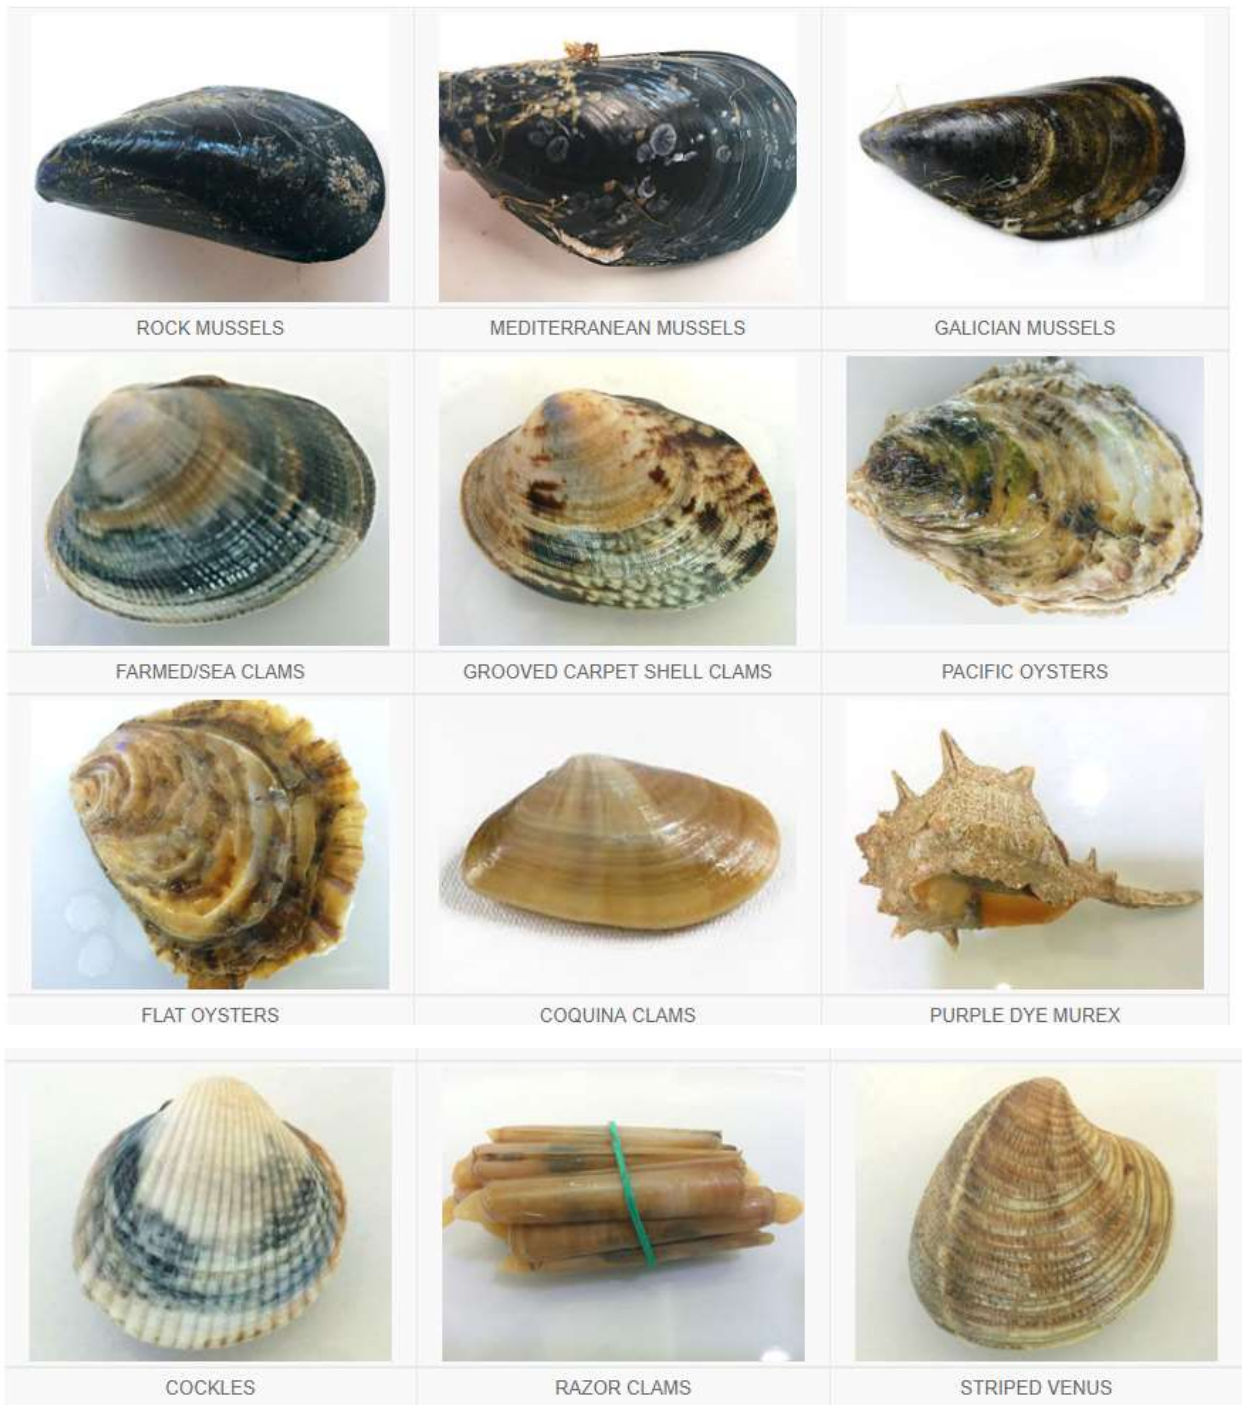 ROCK MUSSELS
MEDITERRANEAN MUSSELS
GALICIAN MUSSELS
FARMED/SEA CLAMS
GROOVED CARPET SHELL CLAMS
PACIFIC OYSTERS
FLAT OYSTERS
COQUINA CLAMS
PURPLE DYE MUREX
COCKLES
RAZOR CLAMS
STRIPED VENUS